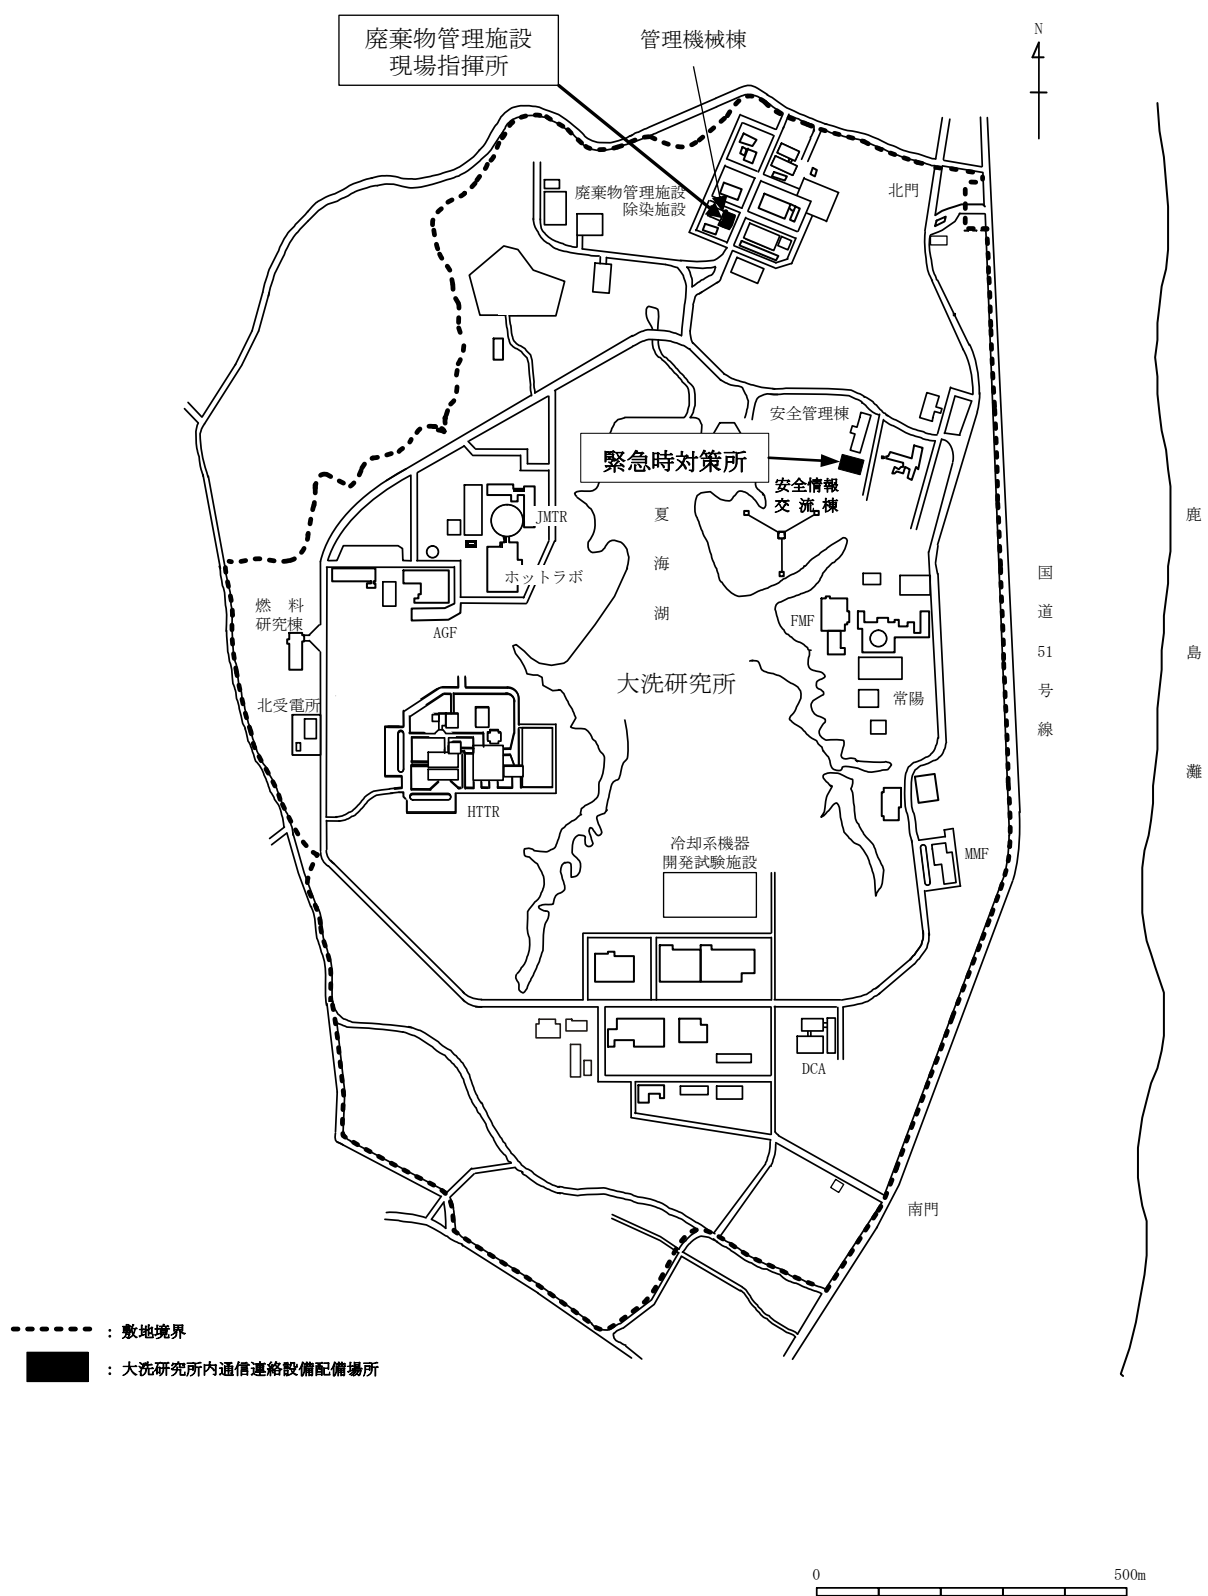 廃棄物管理施設
現場指揮所
管理機械棟
N
北門
廃棄物管理施設
除染施設
安全管理棟
緊急時対策所
安全情報
交流棟
JMTR
夏海湖
鹿島灘
国道51号線
ホットラボ
燃料
研究棟
AGF
FMF
大洗研究所
常陽
北受電所
HTTR
冷却系機器
開発試験施設
MMF
DCA
南門
：敷地境界
：大洗研究所内通信連絡設備配備場所
0 500m